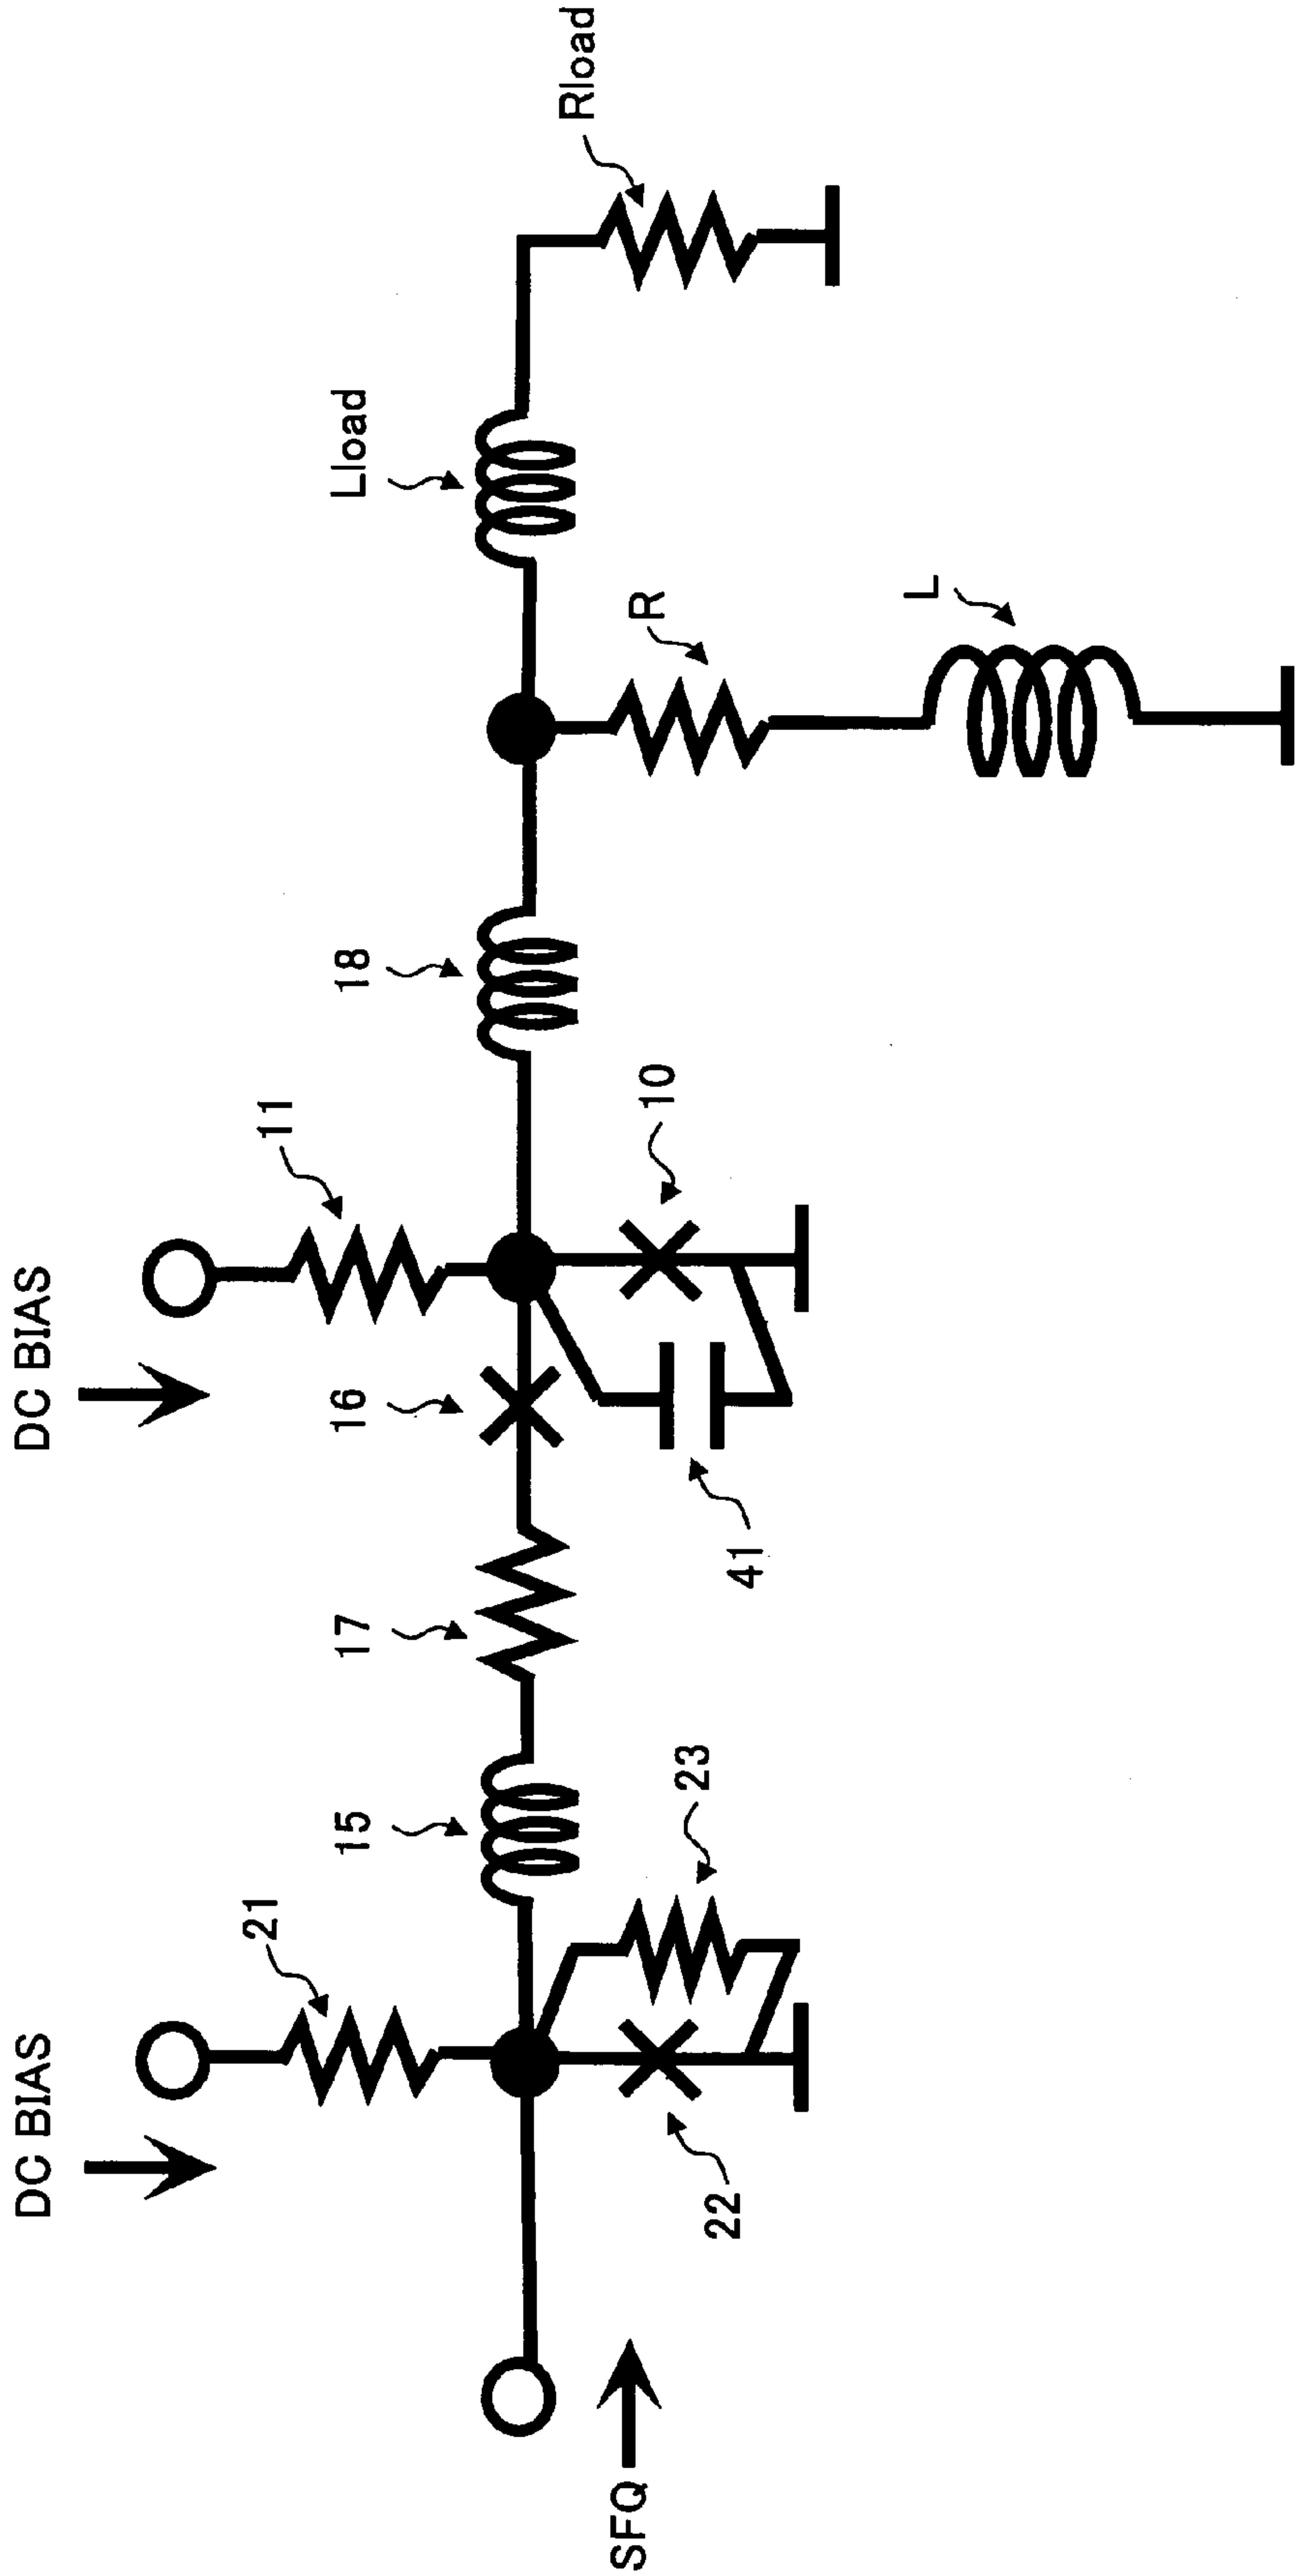 DC BIAS
DC BIAS
21
11
15
17
16
18
Lload
Rload
23
22
41
10
R
L
SFQ